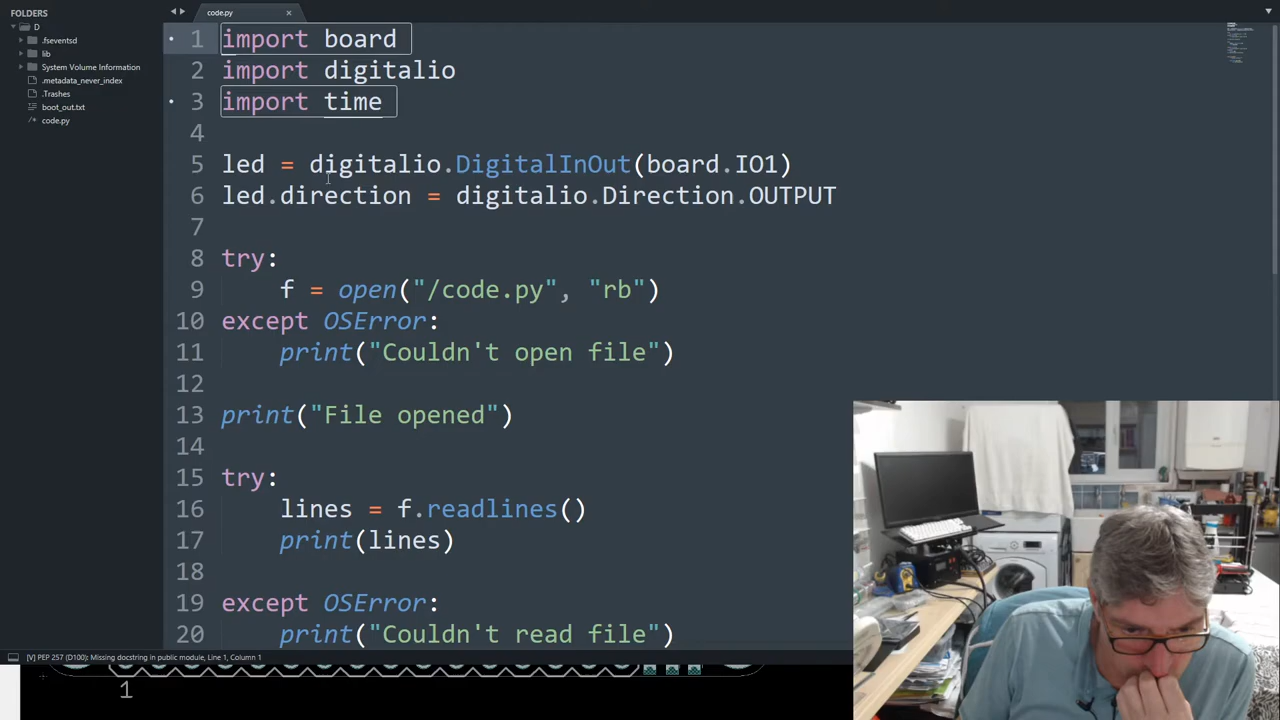 FOLDERS
D
.fseventsd
lib
System Volume Information
.metadata_never_index
.Trashes
boot_out.txt
code.py
code.py
1 import board
2 import digitalio
3 import time
4
5 led = digitalio.DigitalInOut(board.IO1)
6 led.direction = digitalio.Direction.OUTPUT
7
8 try:
9 f = open("/code.py", "rb")
10 except OSError:
11 print("Couldn't open file")
12
13 print("File opened")
14
15 try:
16 lines = f.readlines()
17 print(lines)
18
19 except OSError:
20 print("Couldn't read file")
[V] PEP 257 (D100): Missing docstring in public module, Line 1, Column 1
1